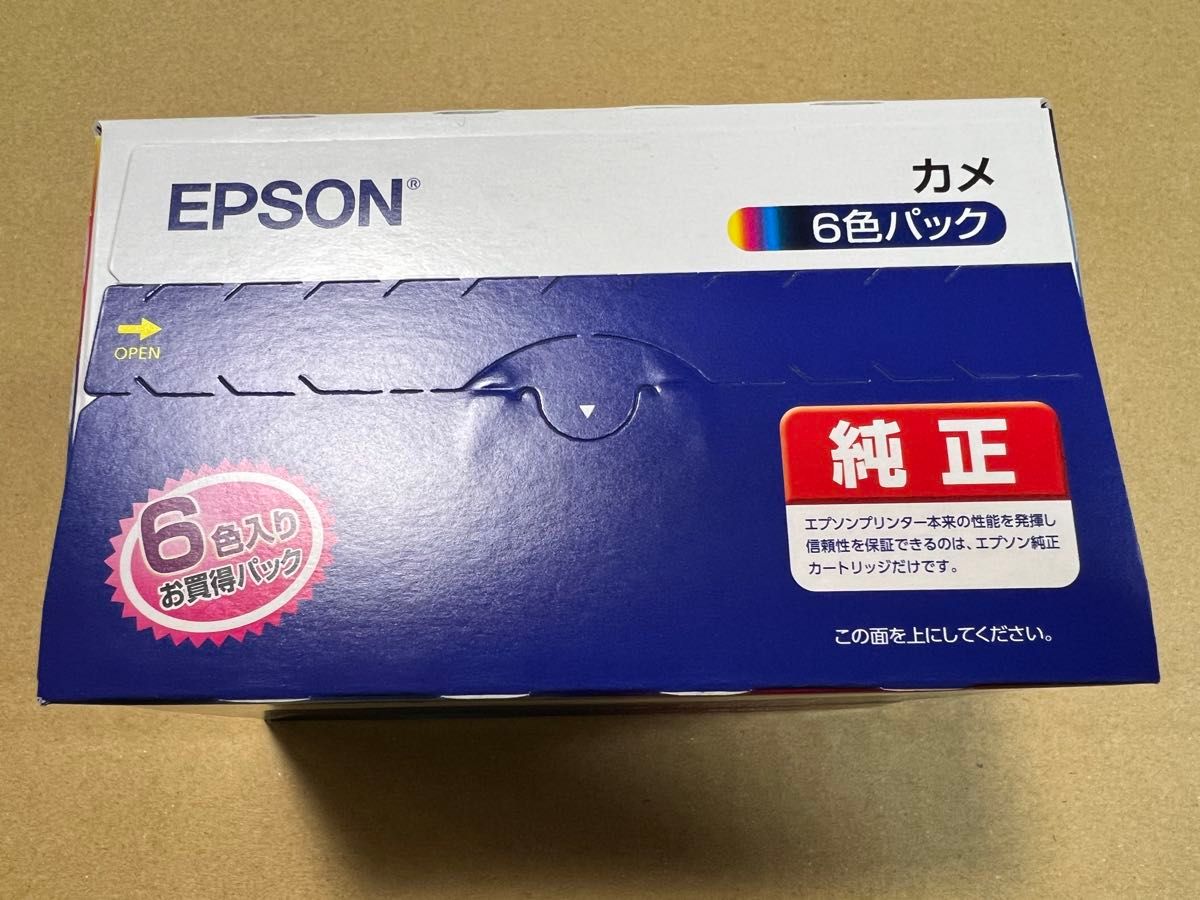 EPSON®
カメ
6色パック
OPEN
純正
エプソンプリンター本来の性能を発揮し
信頼性を保証できるのは、エプソン純正
カートリッジだけです。
6色入り
お買得パック
この面を上にしてください。